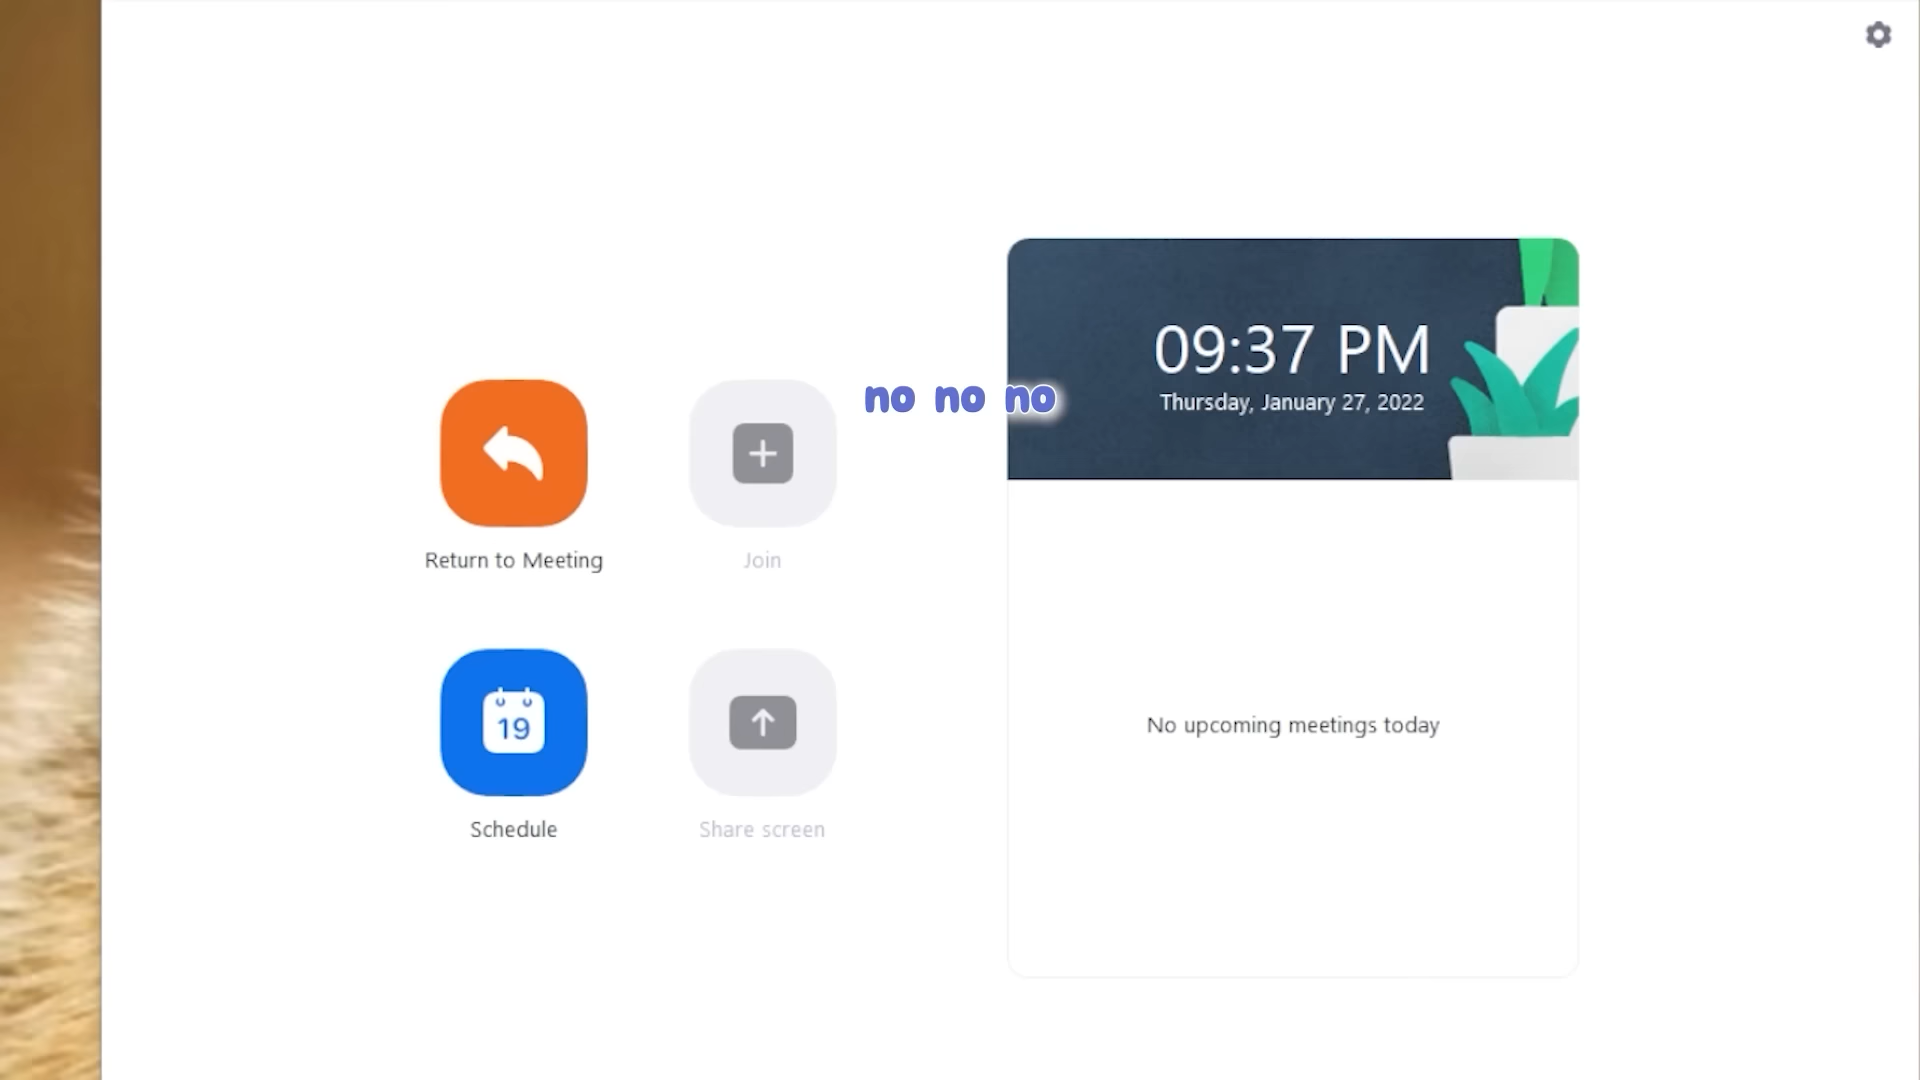 09:37 PM
no no no
Thursday, January 27, 2022
Return to Meeting
Join
19
Schedule
Share screen
No upcoming meetings today